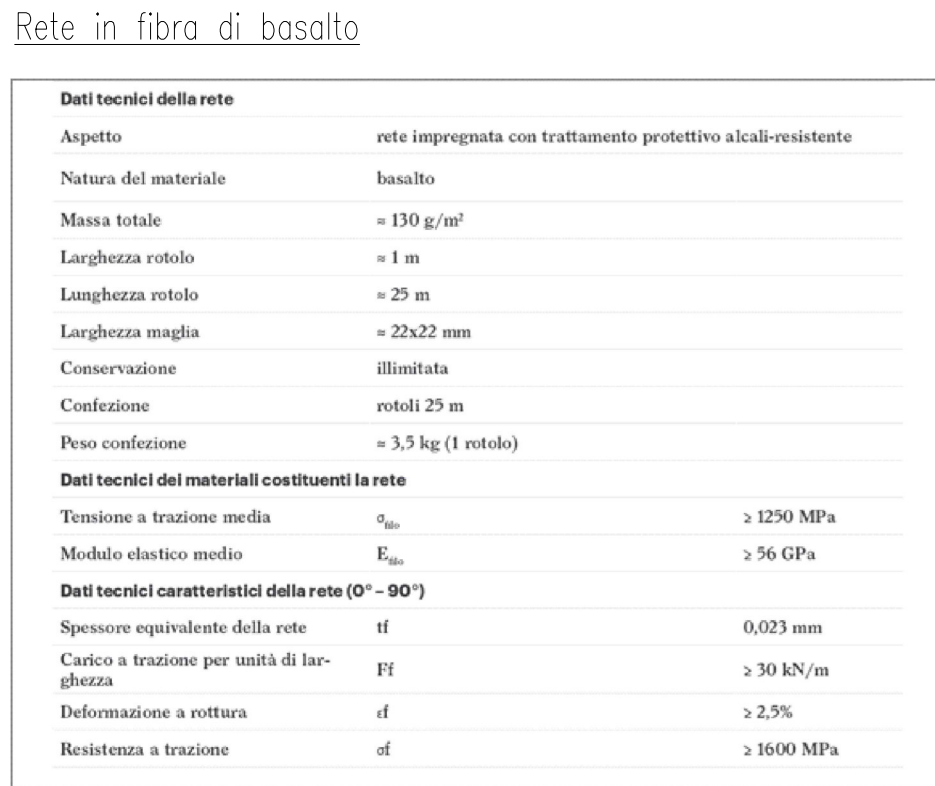 Rete in fibra di basalto
Dati tecnici della rete
Aspetto rete impregnata con trattamento protettivo alcali-resistente
Natura del materiale basalto
Massa totale ≈ 130 g/m²
Larghezza rotolo ≈ 1 m
Lunghezza rotolo ≈ 25 m
Larghezza maglia ≈ 22x22 mm
Conservazione illimitata
Confezione rotoli 25 m
Peso confezione ≈ 3,5 kg (1 rotolo)
Dati tecnici dei materiali costituenti la rete
Tensione a trazione media σfilo ≥ 1250 MPa
Modulo elastico medio Efilo ≥ 56 GPa
Dati tecnici caratteristici della rete (0° – 90°)
Spessore equivalente della rete tf 0,023 mm
Carico a trazione per unità di lar-
ghezza Ff ≥ 30 kN/m
Deformazione a rottura εf ≥ 2,5%
Resistenza a trazione σf ≥ 1600 MPa